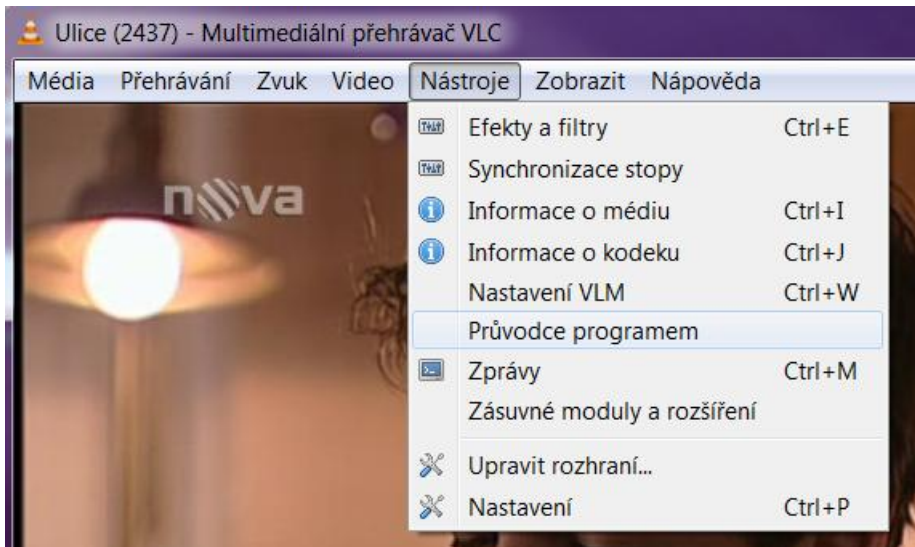 Ulice (2437) - Multimediální přehrávač VLC
Média Přehrávání Zvuk Video Nástroje Zobrazit Nápověda
nova
Efekty a filtry Ctrl+E
Synchronizace stopy
Informace o médiu Ctrl+I
Informace o kodeku Ctrl+J
Nastavení VLM Ctrl+W
Průvodce programem
Zprávy Ctrl+M
Zásuvné moduly a rozšíření
Upravit rozhraní...
Nastavení Ctrl+P